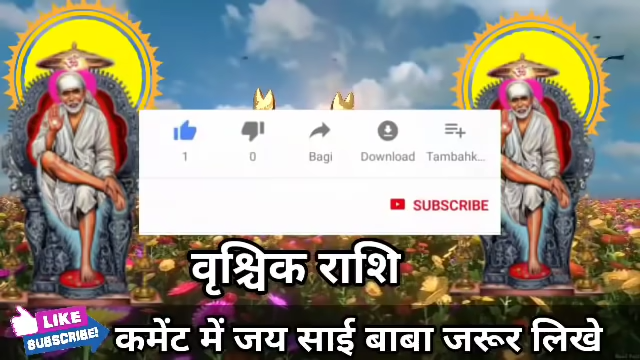 ॐ
ॐ
1 0 Bagi Download Tambahk...
SUBSCRIBE
वृश्चिक राशि
LIKE
SUBSCRIBE!
कमेंट में जय साई बाबा जरूर लिखे